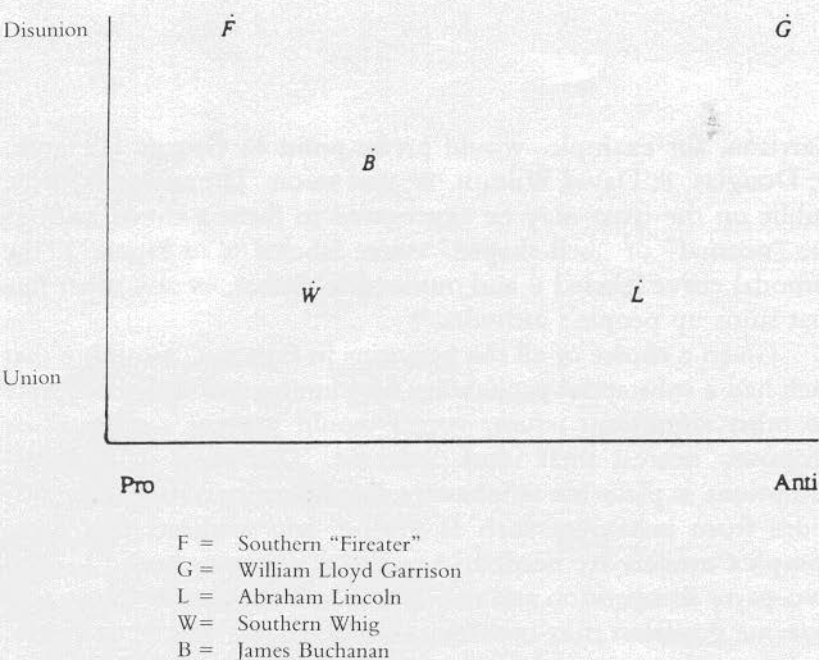 Disunion F G
B
W L
Union
Pro Anti
F = Southern “Fireater”
G = William Lloyd Garrison
L = Abraham Lincoln
W= Southern Whig
B = James Buchanan